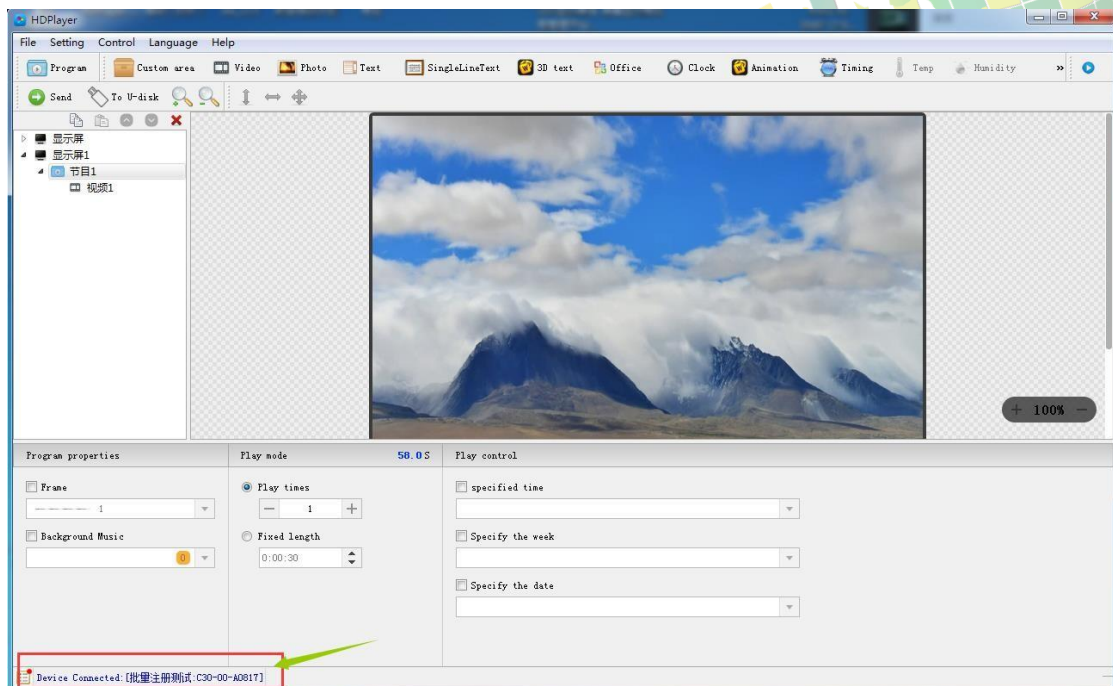 HDPlayer
File Setting Control Language Help
Program Custom area Video Photo Text SingleLineText 3D text Office Clock Animation Timing Temp Humidity »
Send To U-disk
显示屏
显示屏1
节目1
视频1
+ 100% −
Program properties Play mode 58.0S Play control
Frame Play times specified time
1 − 1 +
Background Music Fixed length Specify the week
0 0:00:30
Specify the date
Device Connected:[批量注册测试:C30-00-A0817]